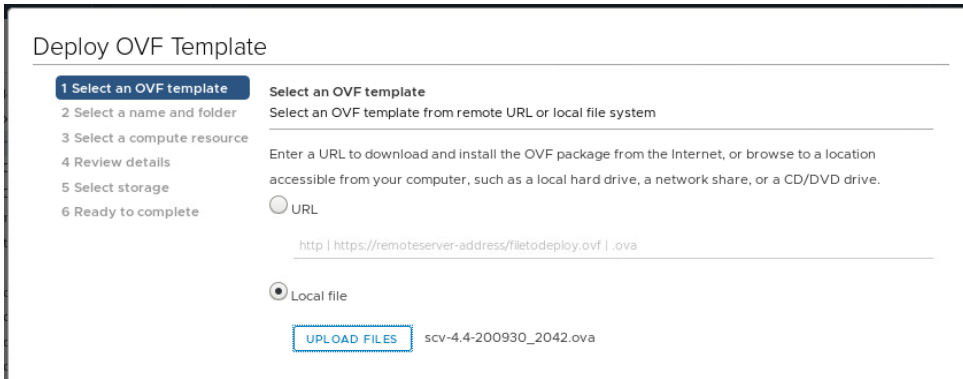 Deploy OVF Template
1 Select an OVF template
2 Select a name and folder
3 Select a compute resource
4 Review details
5 Select storage
6 Ready to complete
Select an OVF template
Select an OVF template from remote URL or local file system
Enter a URL to download and install the OVF package from the Internet, or browse to a location
accessible from your computer, such as a local hard drive, a network share, or a CD/DVD drive.
URL
http | https://remoteserver-address/filetodeploy.ovf | .ova
Local file
UPLOAD FILES scv-4.4-200930_2042.ova